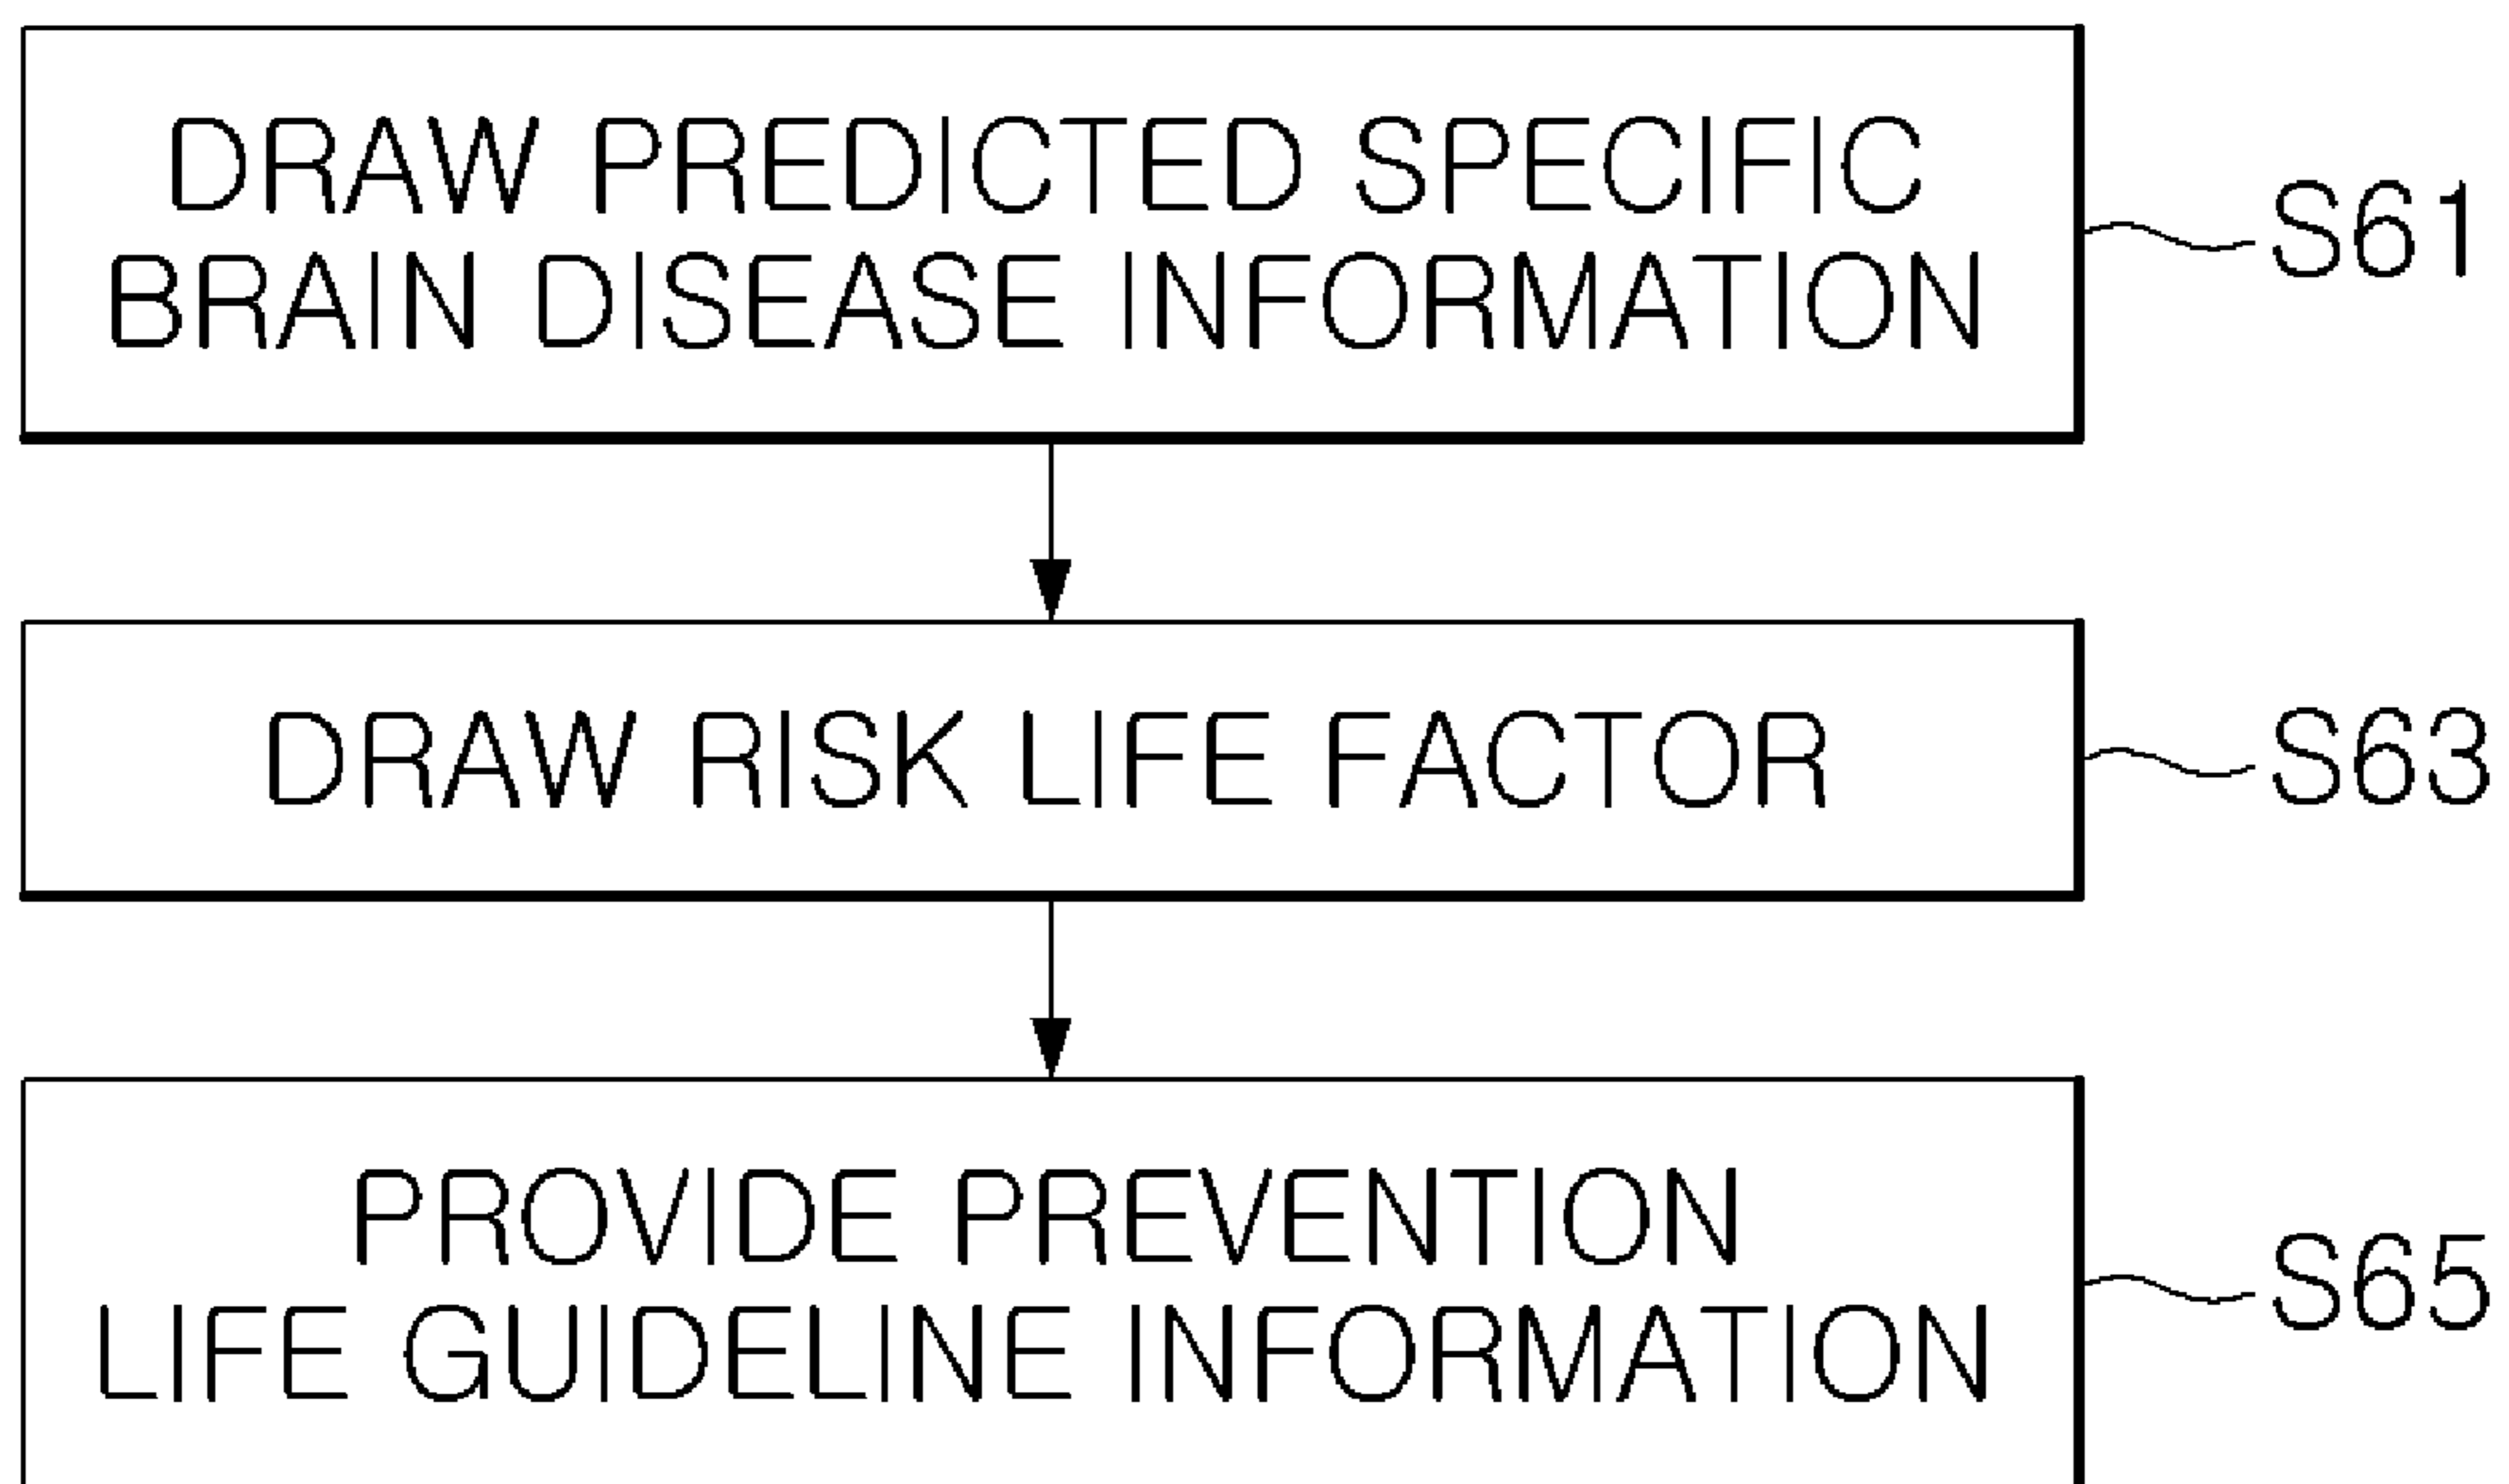 DRAW PREDICTED SPECIFIC
BRAIN DISEASE INFORMATION
S61
DRAW RISK LIFE FACTOR
S63
PROVIDE PREVENTION
LIFE GUIDELINE INFORMATION
S65